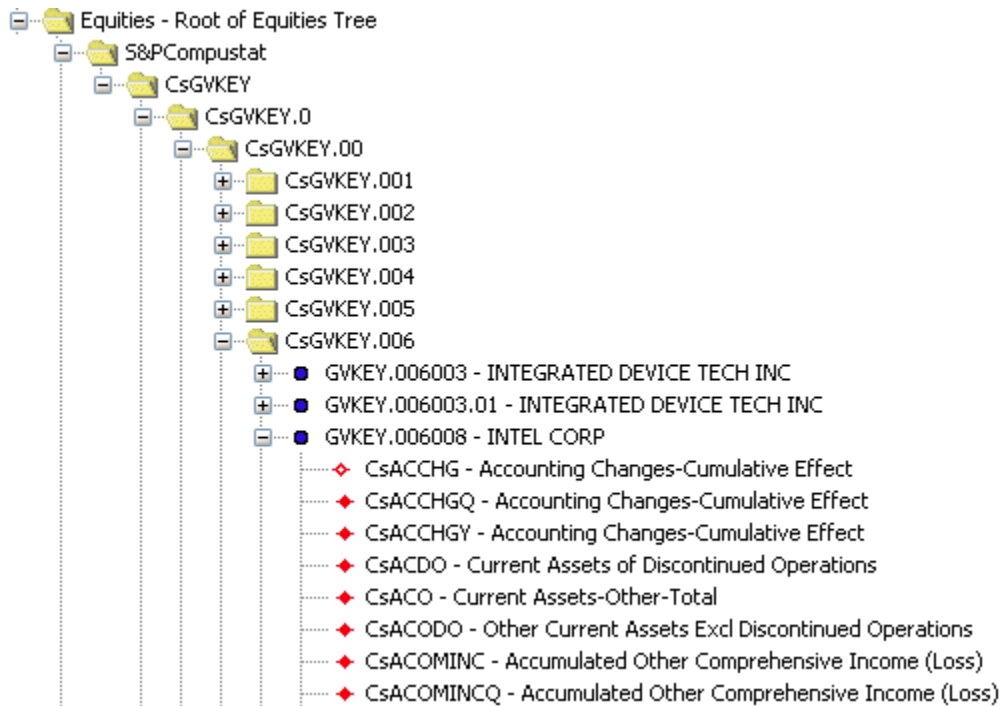 Equities - Root of Equities Tree
S&PCompustat
CsGVKEY
CsGVKEY.0
CsGVKEY.00
CsGVKEY.001
CsGVKEY.002
CsGVKEY.003
CsGVKEY.004
CsGVKEY.005
CsGVKEY.006
GVKEY.006003 - INTEGRATED DEVICE TECH INC
GVKEY.006003.01 - INTEGRATED DEVICE TECH INC
GVKEY.006008 - INTEL CORP
CsACCHG - Accounting Changes-Cumulative Effect
CsACCHGQ - Accounting Changes-Cumulative Effect
CsACCHGY - Accounting Changes-Cumulative Effect
CsACDO - Current Assets of Discontinued Operations
CsACO - Current Assets-Other-Total
CsACODO - Other Current Assets Excl Discontinued Operations
CsACOMINC - Accumulated Other Comprehensive Income (Loss)
CsACOMINCQ - Accumulated Other Comprehensive Income (Loss)